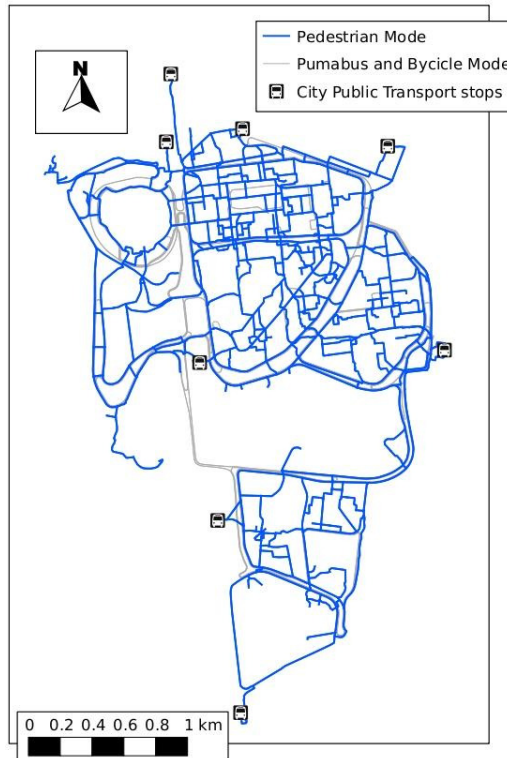 N
Pedestrian Mode
Pumabus and Bycicle Mode
City Public Transport stops
0 0.2 0.4 0.6 0.8 1 km